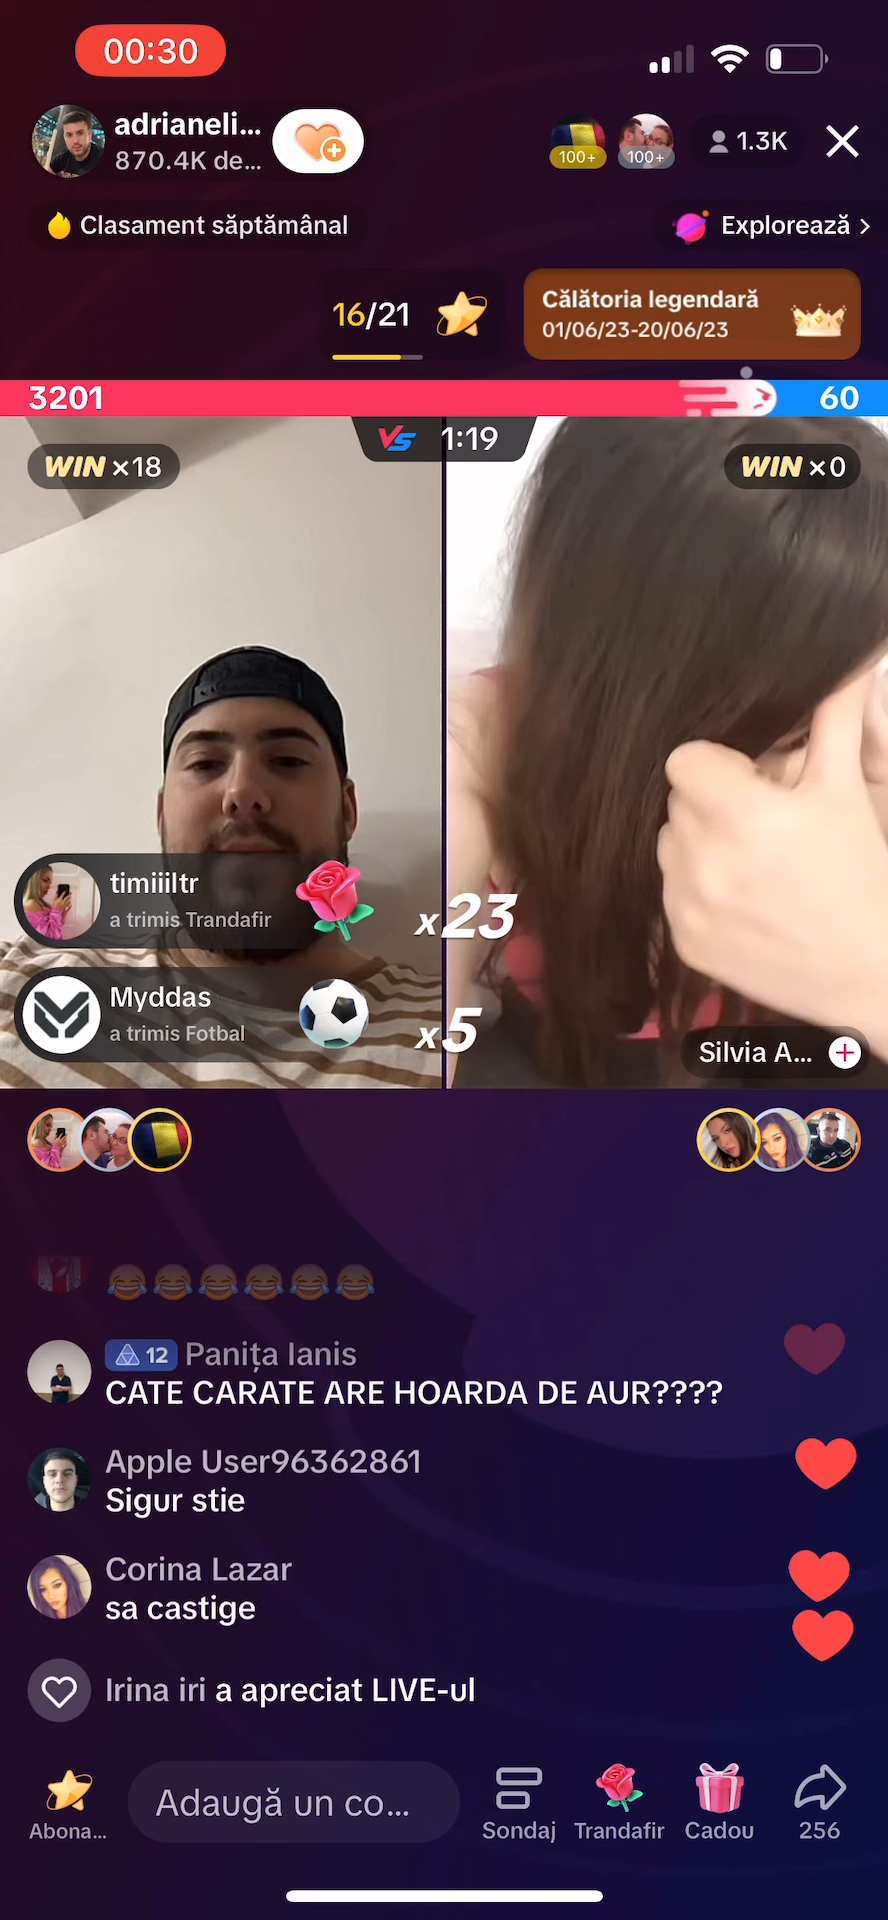 00:30
adrianeli...
870.4K de...
100+
100+
1.3K
Clasament săptămânal
Explorează >
16/21
Călătoria legendară
01/06/23-20/06/23
3201
60
VS 1:19
WIN ×18
WIN ×0
timiiiltr
a trimis Trandafir
x23
Myddas
a trimis Fotbal
x5
Silvia A...
12 Panița Ianis
CATE CARATE ARE HOARDA DE AUR????
Apple User96362861
Sigur stie
Corina Lazar
sa castige
Irina iri a apreciat LIVE-ul
Abona...
Adaugă un co...
Sondaj
Trandafir
Cadou
256